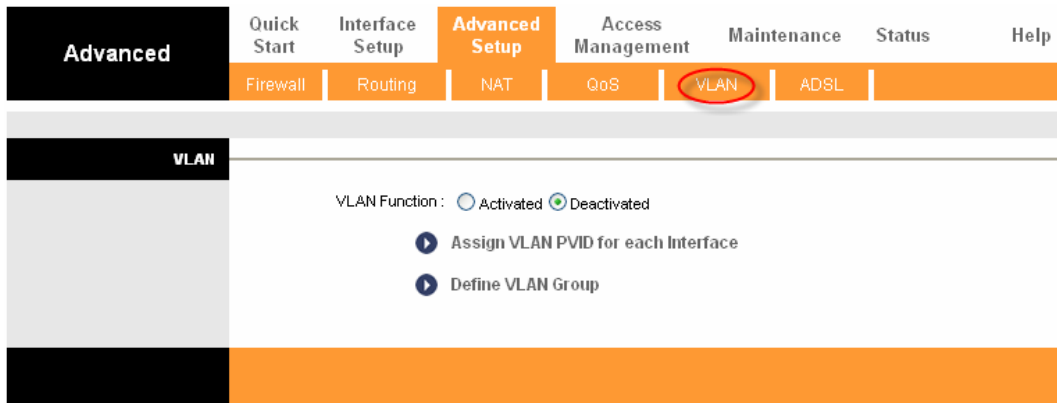 Advanced
Quick Start
Interface Setup
Advanced Setup
Access Management
Maintenance
Status
Help
Firewall
Routing
NAT
QoS
VLAN
ADSL
VLAN
VLAN Function : Activated Deactivated
Assign VLAN PVID for each Interface
Define VLAN Group